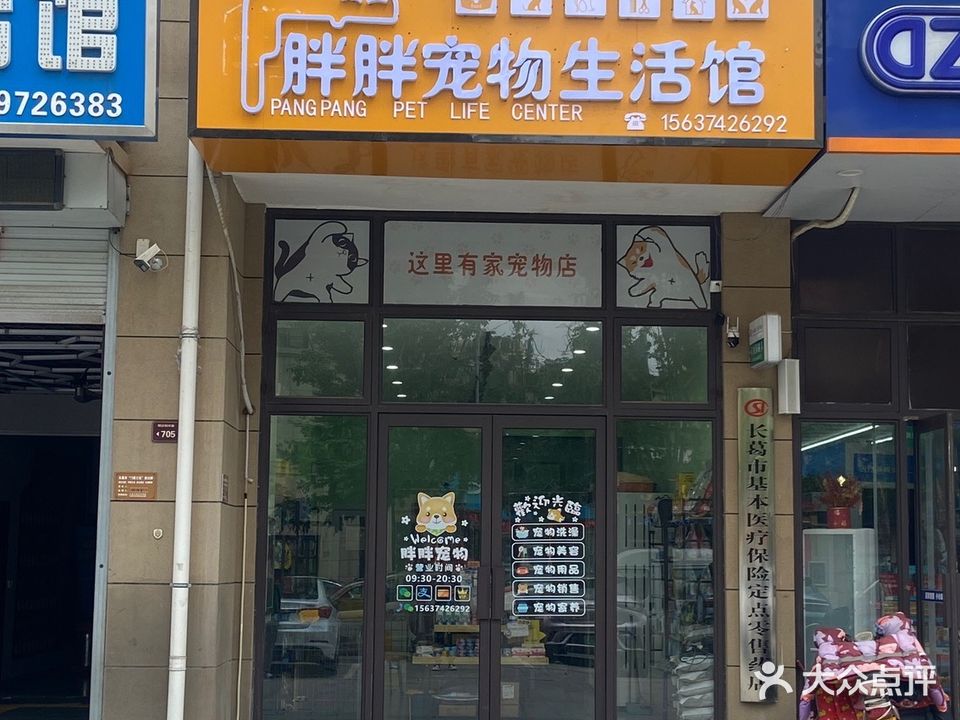 馆
9726383
胖胖宠物生活馆
PANGPANG PET LIFE CENTER
☎ 15637426292
这里有家宠物店
705
Welcome
胖胖宠物
营业时间
09:30-20:30
15637426292
歡迎光臨
宠物洗澡
宠物美容
宠物用品
宠物销售
宠物寄养
长葛市基本医疗保险定点零售药店
大众点评